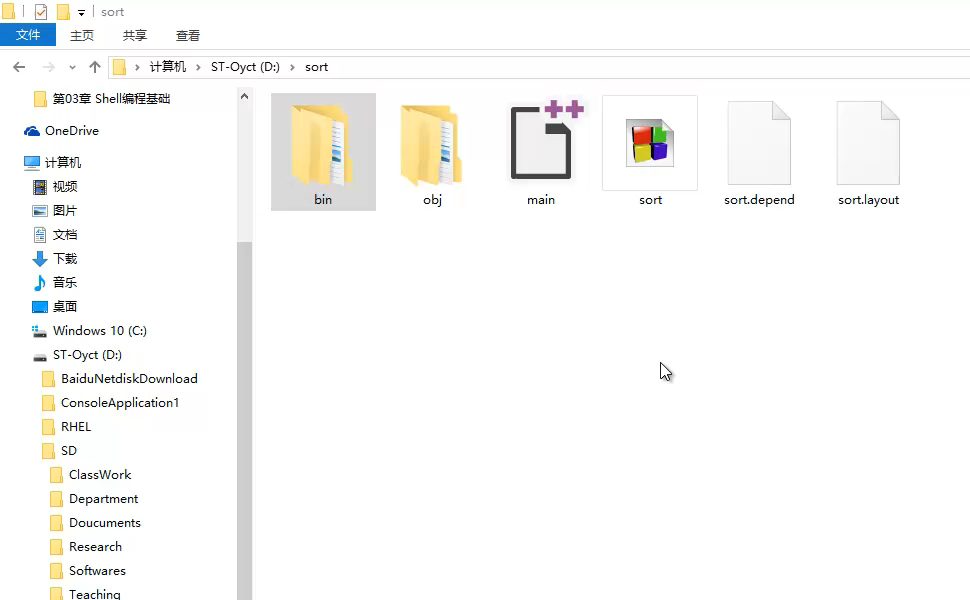 sort
文件 主页 共享 查看
计算机 ST-Oyct (D:) sort
第03章 Shell编程基础
OneDrive
计算机
视频
图片
文档
下载
音乐
桌面
Windows 10 (C:)
ST-Oyct (D:)
BaiduNetdiskDownload
ConsoleApplication1
RHEL
SD
ClassWork
Department
Doucuments
Research
Softwares
Teaching
bin obj main sort sort.depend sort.layout